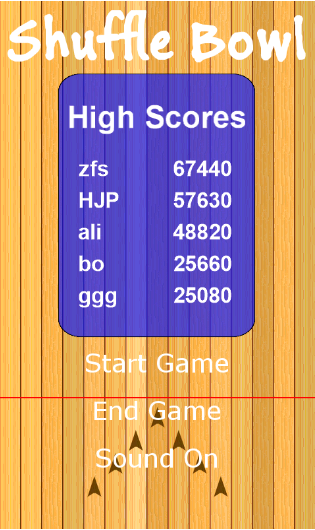 Shuffle Bowl
High Scores
zfs 67440
HJP 57630
ali 48820
bo 25660
ggg 25080
Start Game
End Game
Sound On